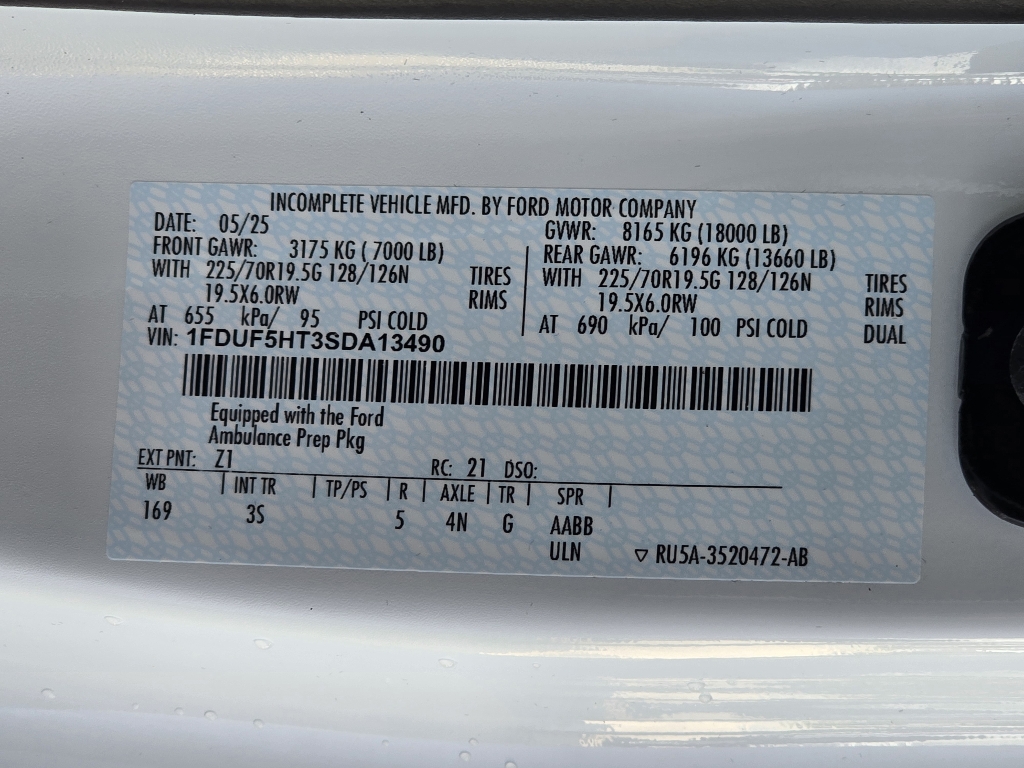 INCOMPLETE VEHICLE MFD. BY FORD MOTOR COMPANY
DATE: 05/25 GVWR: 8165 KG (18000 LB)
FRONT GAWR: 3175 KG ( 7000 LB) REAR GAWR: 6196 KG (13660 LB)
WITH 225/70R19.5G 128/126N TIRES WITH 225/70R19.5G 128/126N TIRES
19.5X6.0RW RIMS 19.5X6.0RW RIMS
AT 655 kPa/ 95 PSI COLD AT 690 kPa/ 100 PSI COLD DUAL
VIN: 1FDUF5HT3SDA13490
Equipped with the Ford
Ambulance Prep Pkg
EXT PNT: Z1 RC: 21 DSO:
WB INT TR TP/PS R AXLE TR SPR
169 3S 5 4N G AABB
ULN ▽ RU5A-3520472-AB